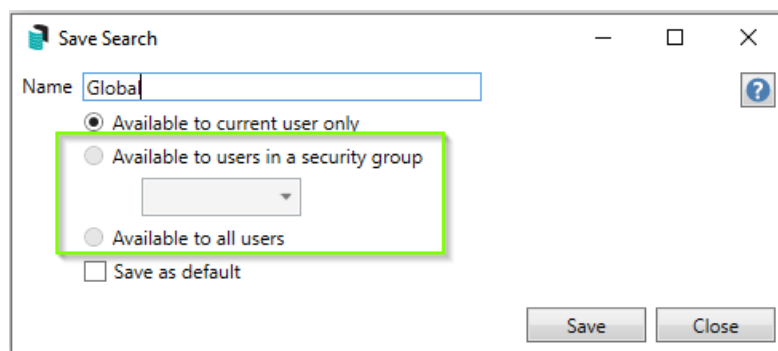 Save Search
Name Global
Available to current user only
Available to users in a security group
Available to all users
Save as default
Save Close